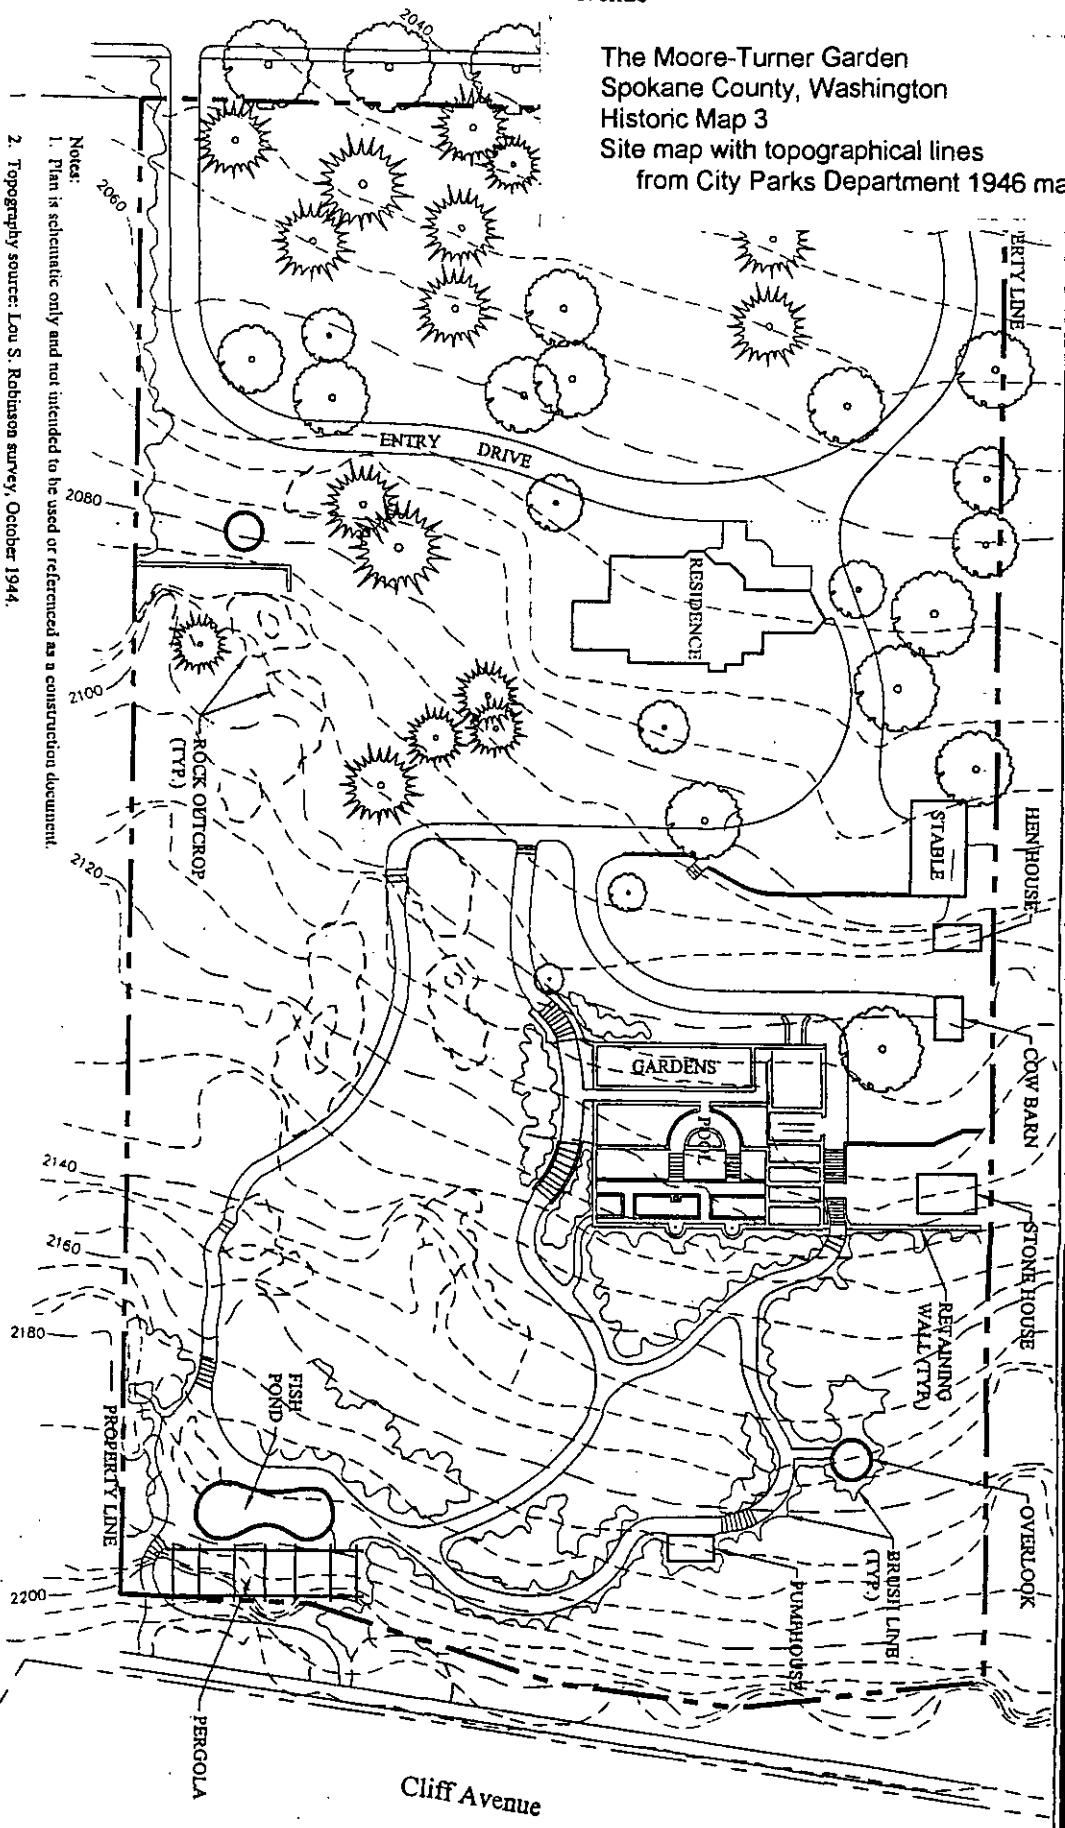 The Moore-Turner Garden
Spokane County, Washington
Historic Map 3
Site map with topographical lines
from City Parks Department 1946 ma
2040
2060
2080
2100
2120
2140
2160
2180
2200
ERTY LINE
ENTRY DRIVE
RESIDENCE
ROCK OUTCROP
(TYP.)
STABLE
HENHOUSE
COW BARN
GARDENS
POOL
STONE HOUSE
RETAINING
WALL (TYP.)
FISH
POND
PROPERTY LINE
OVERLOOK
BRUSH LINE
(TYP.)
PUMPHOUSE
PERGOLA
Cliff Avenue
Notes:
1. Plan is schematic only and not intended to be used or referenced as a construction document.
2. Topography source: Lou S. Robinson survey, October 1944.